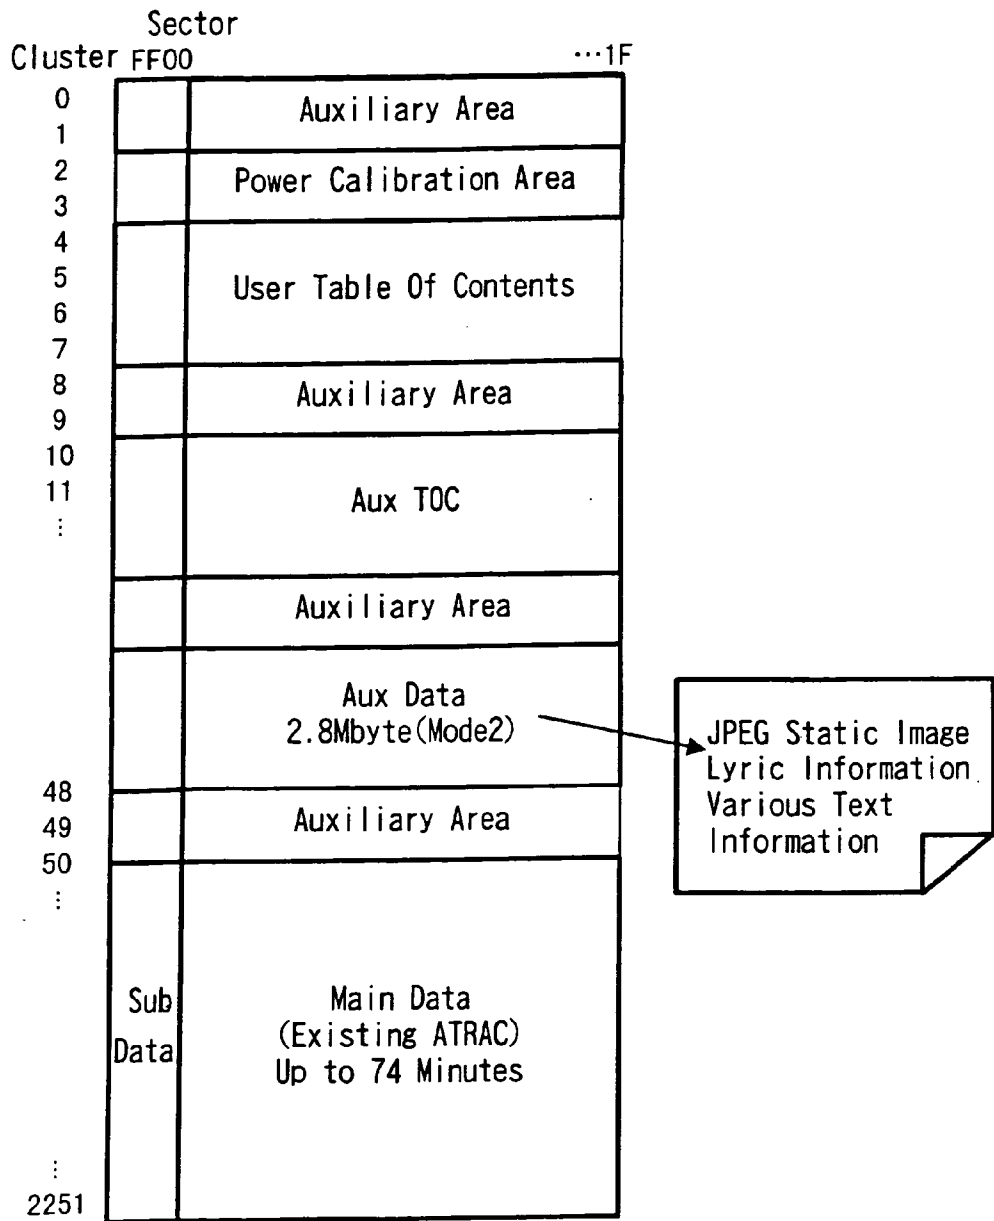 Sector
Cluster FF00 ···1F
0
1
Auxiliary Area
2
3
Power Calibration Area
4
5
6
7
User Table Of Contents
8
9
Auxiliary Area
10
11
⋮
Aux TOC
Auxiliary Area
Aux Data
2.8Mbyte(Mode2)
JPEG Static Image
Lyric Information
Various Text
Information
48
49
Auxiliary Area
50
⋮
Sub
Data
Main Data
(Existing ATRAC)
Up to 74 Minutes
⋮
2251